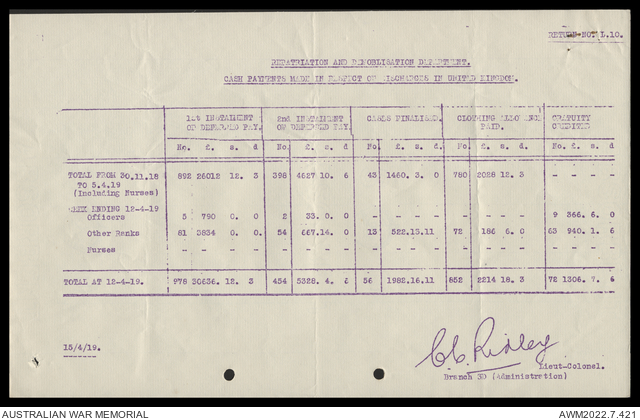 RETURN NO. L.10.
REPATRIATION AND DEMOBILISATION DEPARTMENT.
CASH PAYMENTS MADE IN RESPECT OF DISCHARGES IN UNITED KINGDOM.
1st INSTALMENT OF DEFERRED PAY. 2nd INSTALMENT OF DEFERRED PAY. CASES FINALISED. CLOTHING ALLOWANCE PAID. GRATUITY CREDITED
No. £. s. d. No. £. s. d. No. £. s. d. No. £. s. d. No. £. s. d
TOTAL FROM 30.11.18 892 26012 12. 3 398 4627 10. 6 43 1460. 3. 0 780 2028 12. 3 — — — —
TO 5.4.19
(Including Nurses)
WEEK ENDING 12-4-19
Officers 5 790 0. 0 2 33. 0. 0 — — — — — — — — 9 366. 6. 0
Other Ranks 81 3834 0. 0. 54 667.14. 0 13 522.13.11 72 186 6. 0 63 940. 1. 6
Nurses — — — — — — — — — — — — — — — — — — — —
TOTAL AT 12-4-19. 978 30636. 12. 3 454 5328. 4. 6 56 1982.16.11 852 2214 18. 3 72 1306. 7. 6
15/4/19.
C.C. Ridley
Lieut-Colonel.
Branch 3D (Administration)
AUSTRALIAN WAR MEMORIAL AWM2022.7.421